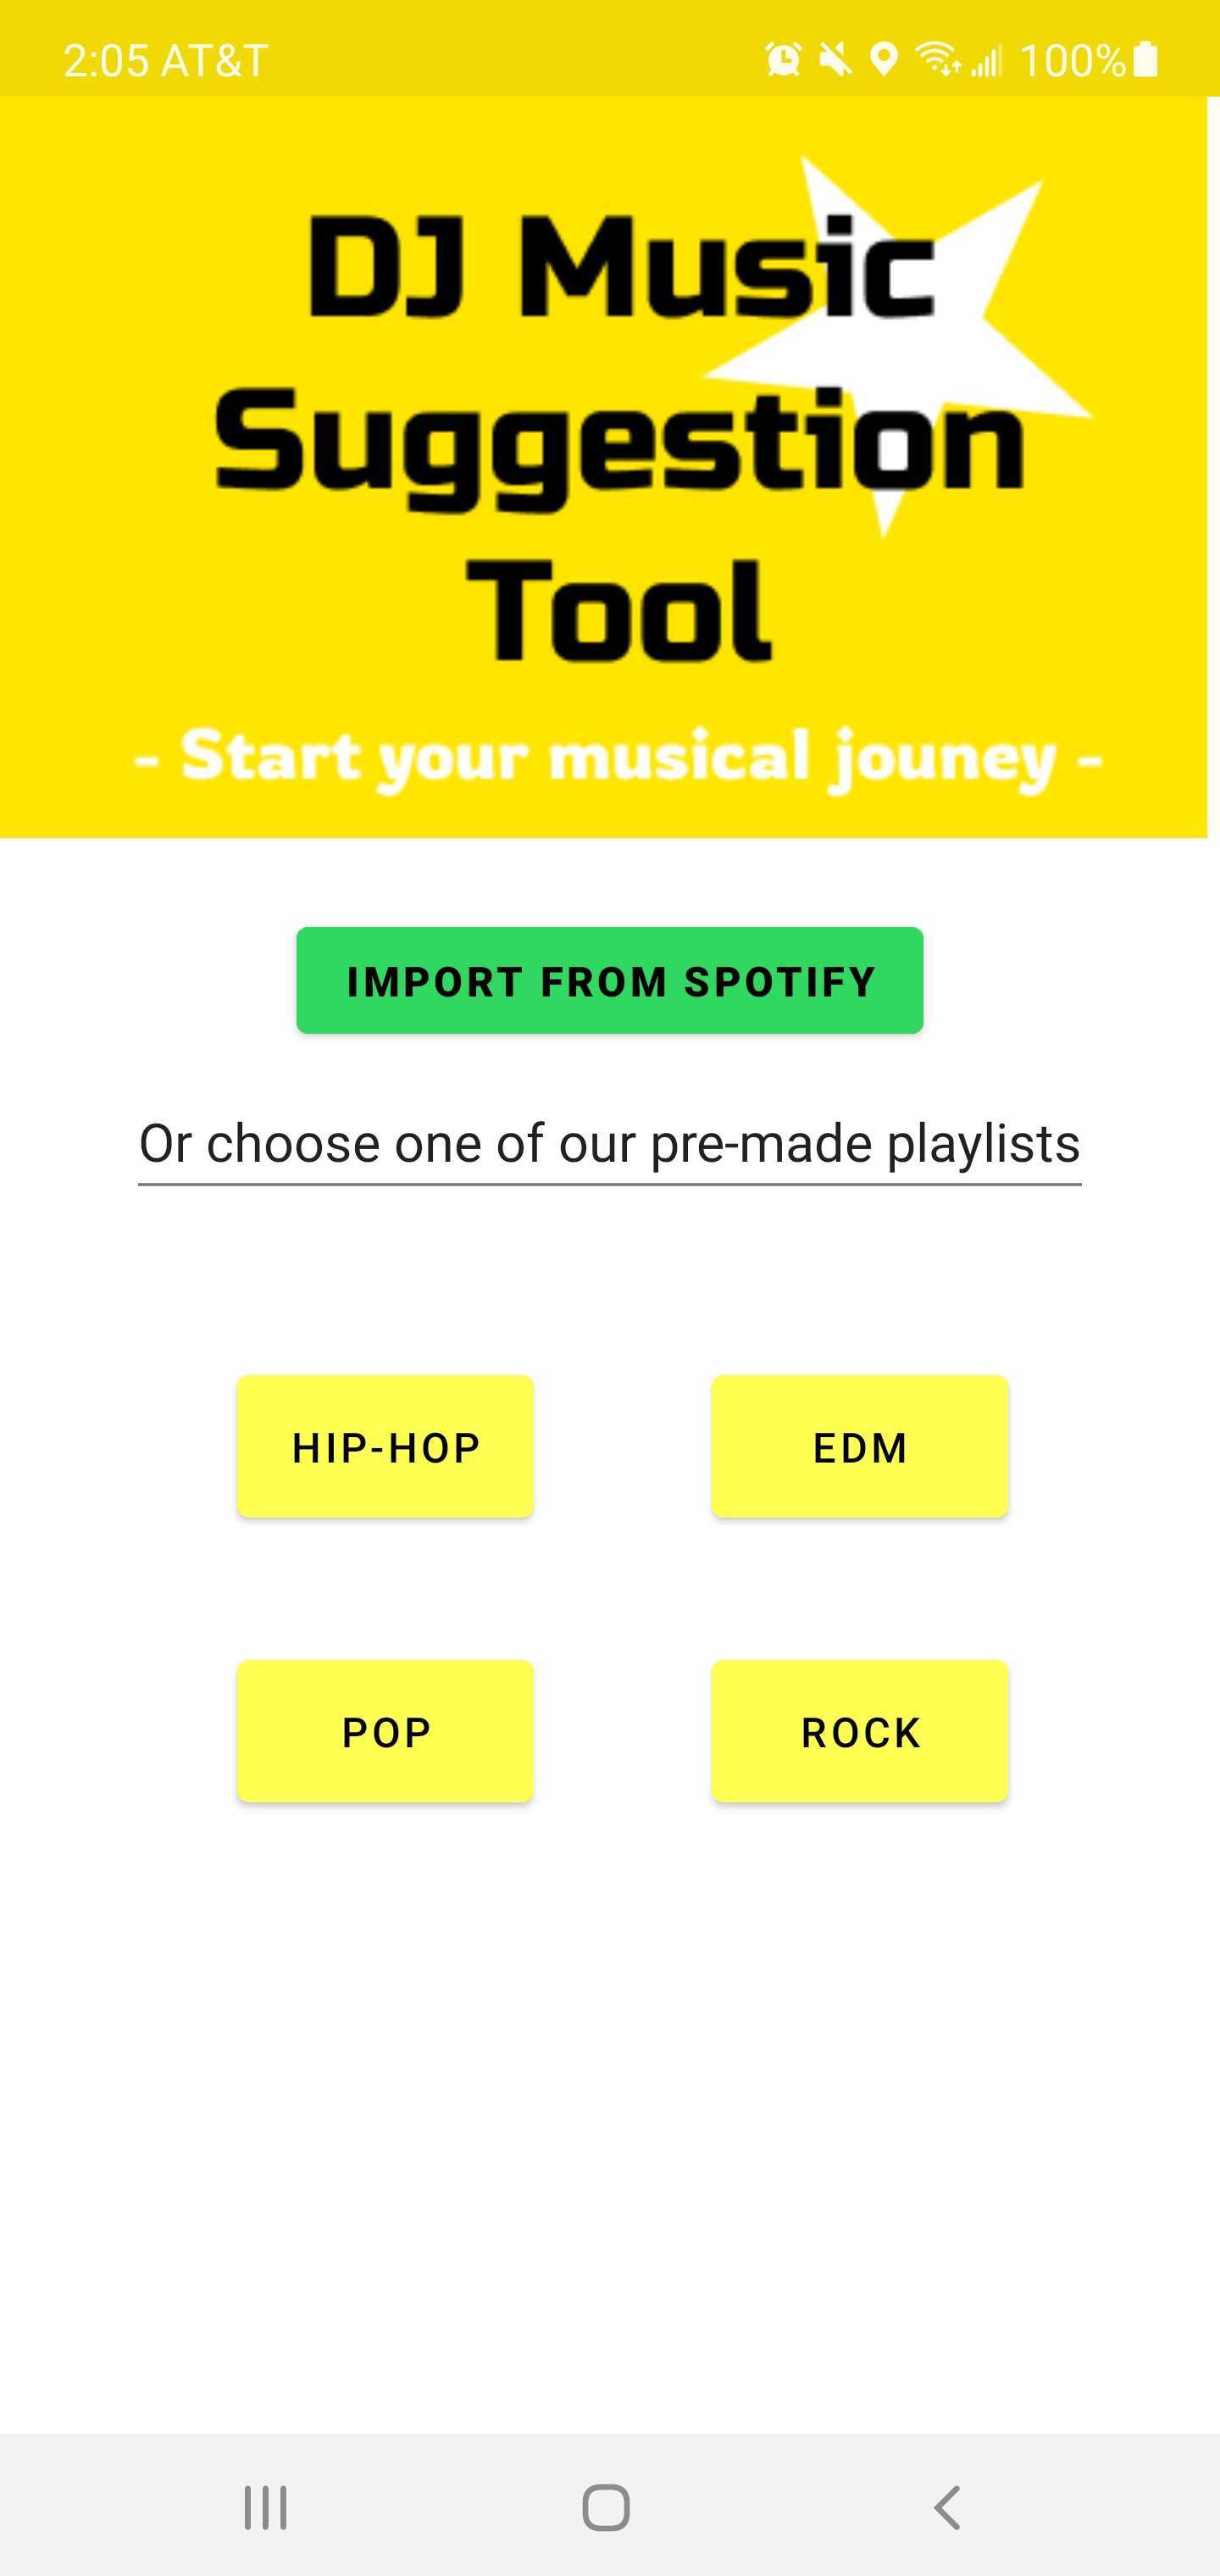 2:05 AT&T 100%
DJ Music
Suggestion
Tool
- Start your musical jouney -
IMPORT FROM SPOTIFY
Or choose one of our pre-made playlists
HIP-HOP EDM
POP ROCK